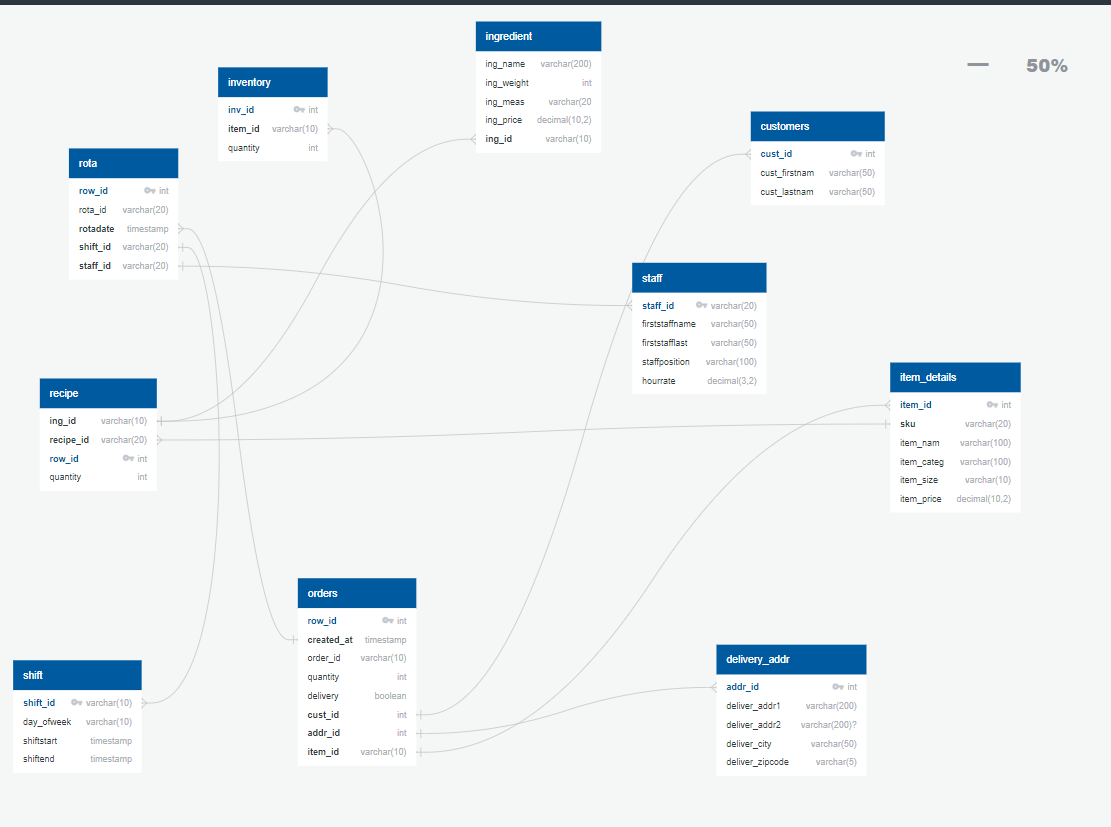 50%
ingredient
ing_name varchar(200)
ing_weight int
ing_meas varchar(20
ing_price decimal(10,2)
ing_id varchar(10)
inventory
inv_id int
item_id varchar(10)
quantity int
customers
cust_id int
cust_firstnam varchar(50)
cust_lastnam varchar(50)
rota
row_id int
rota_id varchar(20)
rotadate timestamp
shift_id varchar(20)
staff_id varchar(20)
staff
staff_id varchar(20)
firststaffname varchar(50)
firststafflast varchar(50)
staffposition varchar(100)
hourrate decimal(3,2)
item_details
item_id int
sku varchar(20)
item_nam varchar(100)
item_categ varchar(100)
item_size varchar(10)
item_price decimal(10,2)
recipe
ing_id varchar(10)
recipe_id varchar(20)
row_id int
quantity int
orders
row_id int
created_at timestamp
order_id varchar(10)
quantity int
delivery boolean
cust_id int
addr_id int
item_id varchar(10)
shift
shift_id varchar(10)
day_ofweek varchar(10)
shiftstart timestamp
shiftend timestamp
delivery_addr
addr_id int
deliver_addr1 varchar(200)
deliver_addr2 varchar(200)?
deliver_city varchar(50)
deliver_zipcode varchar(5)